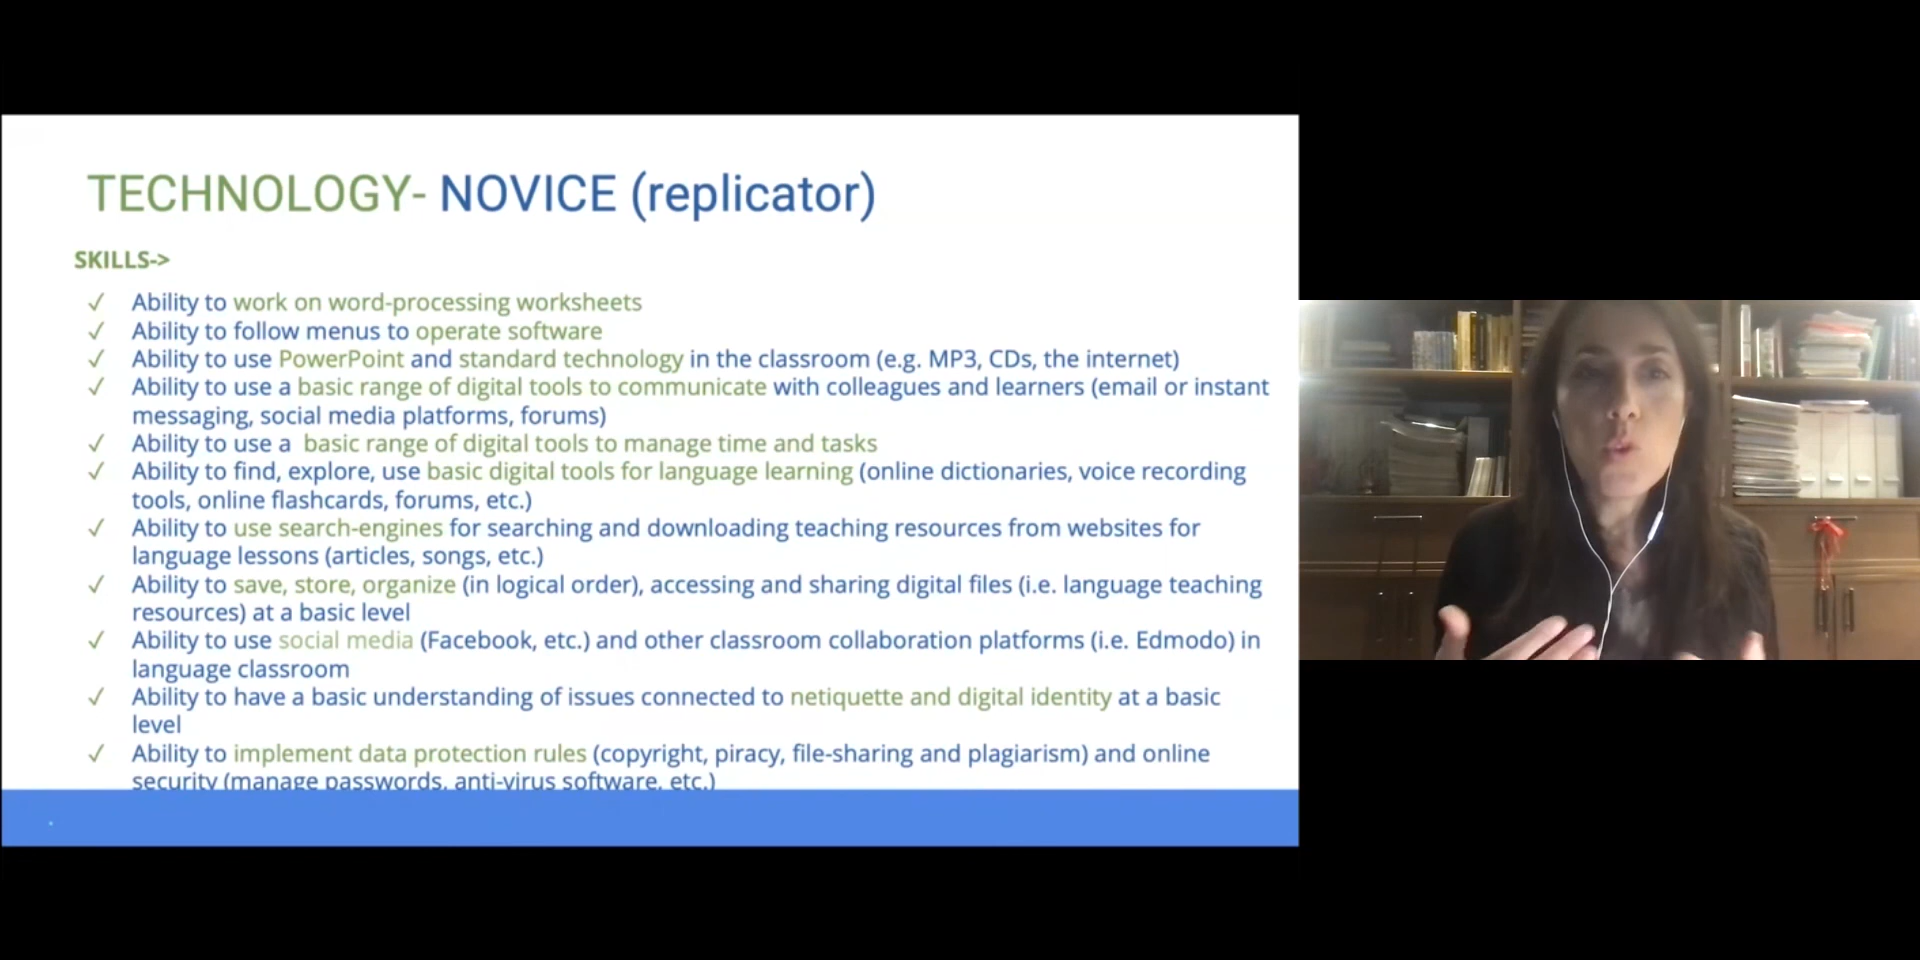 TECHNOLOGY- NOVICE (replicator)
SKILLS->
✓ Ability to work on word-processing worksheets
✓ Ability to follow menus to operate software
✓ Ability to use PowerPoint and standard technology in the classroom (e.g. MP3, CDs, the internet)
✓ Ability to use a basic range of digital tools to communicate with colleagues and learners (email or instant
messaging, social media platforms, forums)
✓ Ability to use a basic range of digital tools to manage time and tasks
✓ Ability to find, explore, use basic digital tools for language learning (online dictionaries, voice recording
tools, online flashcards, forums, etc.)
✓ Ability to use search-engines for searching and downloading teaching resources from websites for
language lessons (articles, songs, etc.)
✓ Ability to save, store, organize (in logical order), accessing and sharing digital files (i.e. language teaching
resources) at a basic level
✓ Ability to use social media (Facebook, etc.) and other classroom collaboration platforms (i.e. Edmodo) in
language classroom
✓ Ability to have a basic understanding of issues connected to netiquette and digital identity at a basic
level
✓ Ability to implement data protection rules (copyright, piracy, file-sharing and plagiarism) and online
security (manage passwords, anti-virus software, etc.)